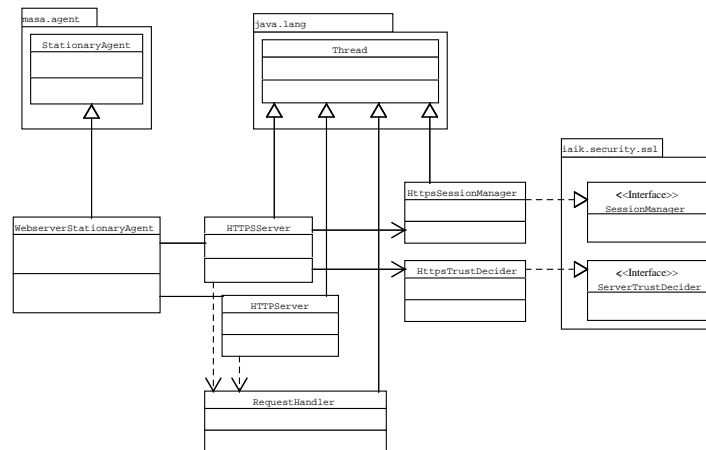 masa.agent
StationaryAgent
java.lang
Thread
iaik.security.ssl
HttpsSessionManager
<<Interface>>
SessionManager
WebserverStationaryAgent
HTTPSServer
HttpsTrustDecider
<<Interface>>
ServerTrustDecider
HTTPServer
RequestHandler